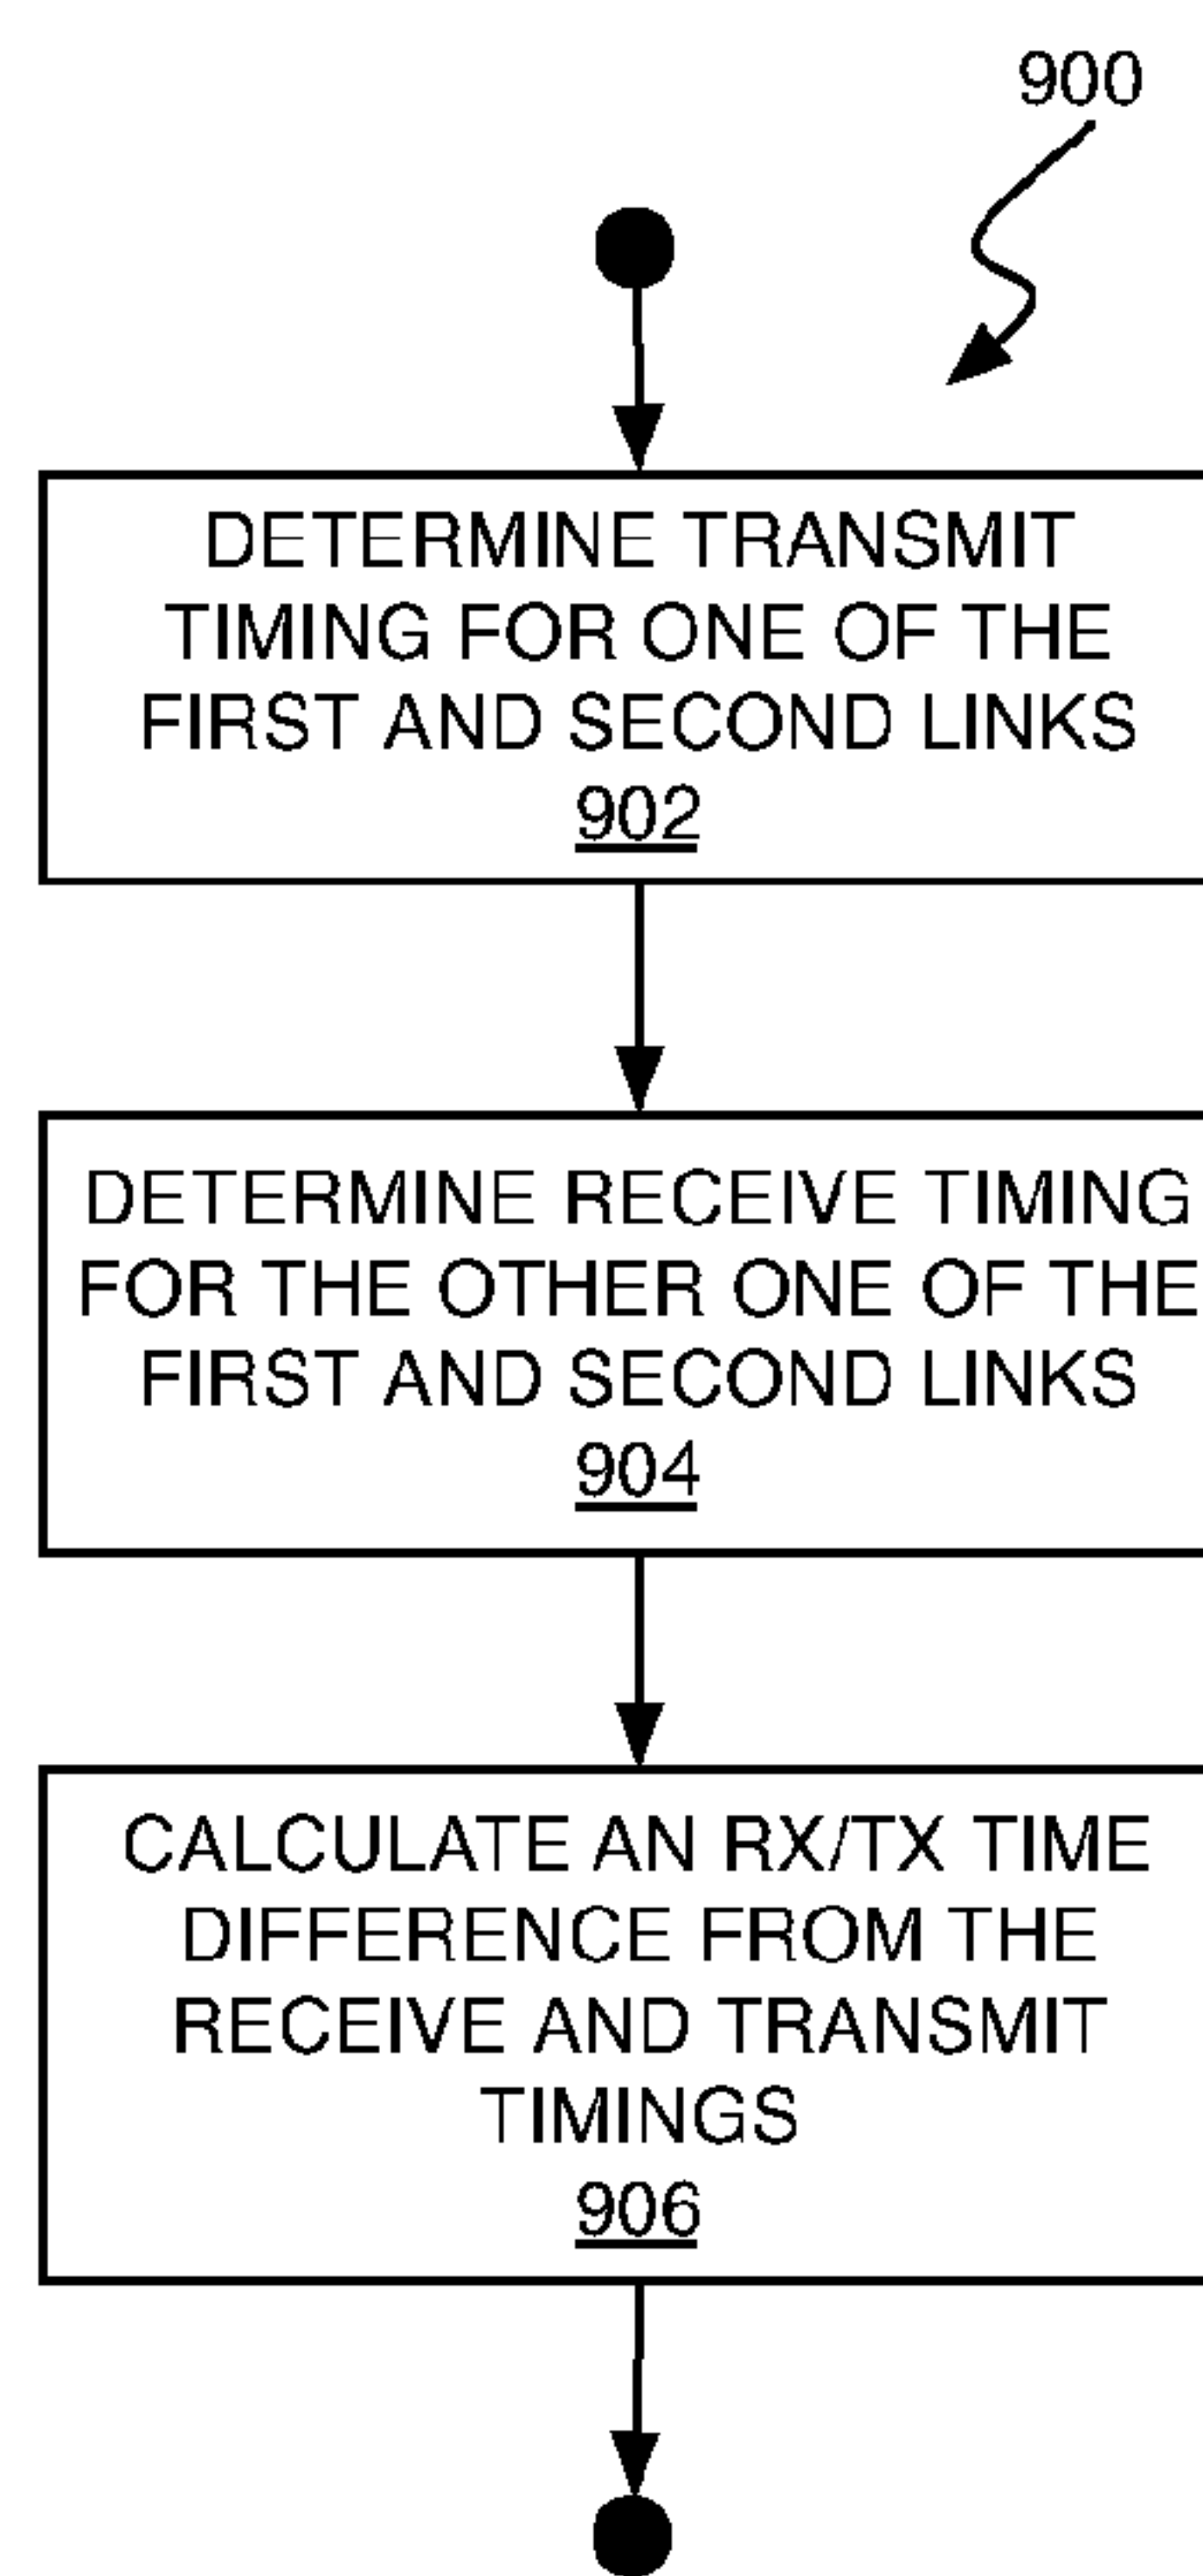 900
DETERMINE TRANSMIT
TIMING FOR ONE OF THE
FIRST AND SECOND LINKS
902
DETERMINE RECEIVE TIMING
FOR THE OTHER ONE OF THE
FIRST AND SECOND LINKS
904
CALCULATE AN RX/TX TIME
DIFFERENCE FROM THE
RECEIVE AND TRANSMIT
TIMINGS
906